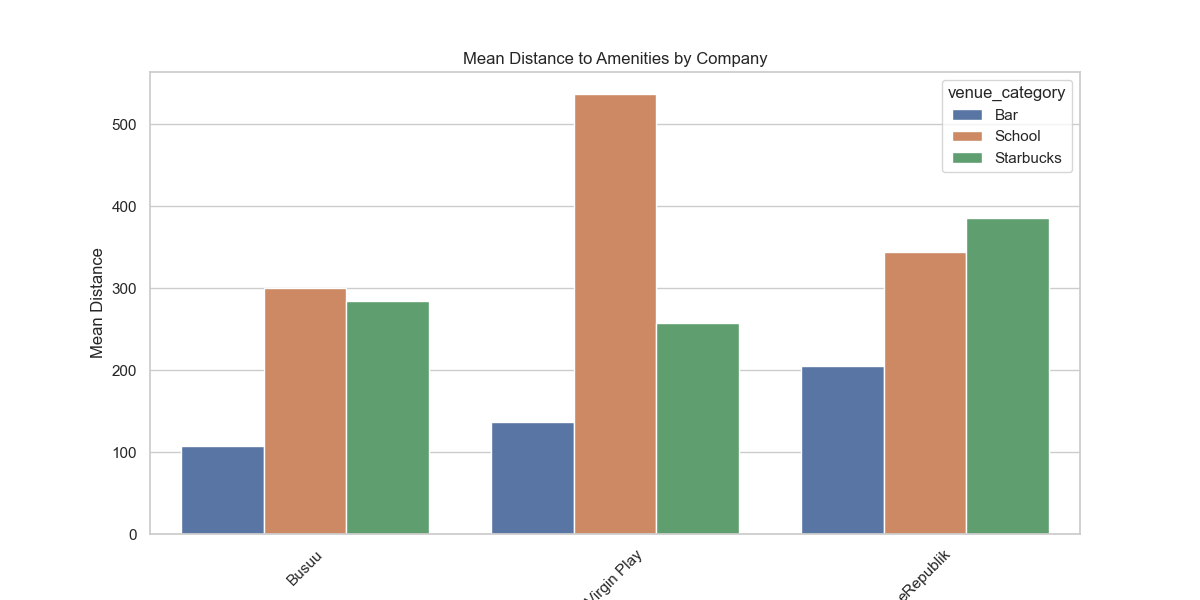 Mean Distance to Amenities by Company
venue_category
Bar
School
Starbucks
Mean Distance
500
400
300
200
100
0
Busuu
Virgin Play
eRepublik